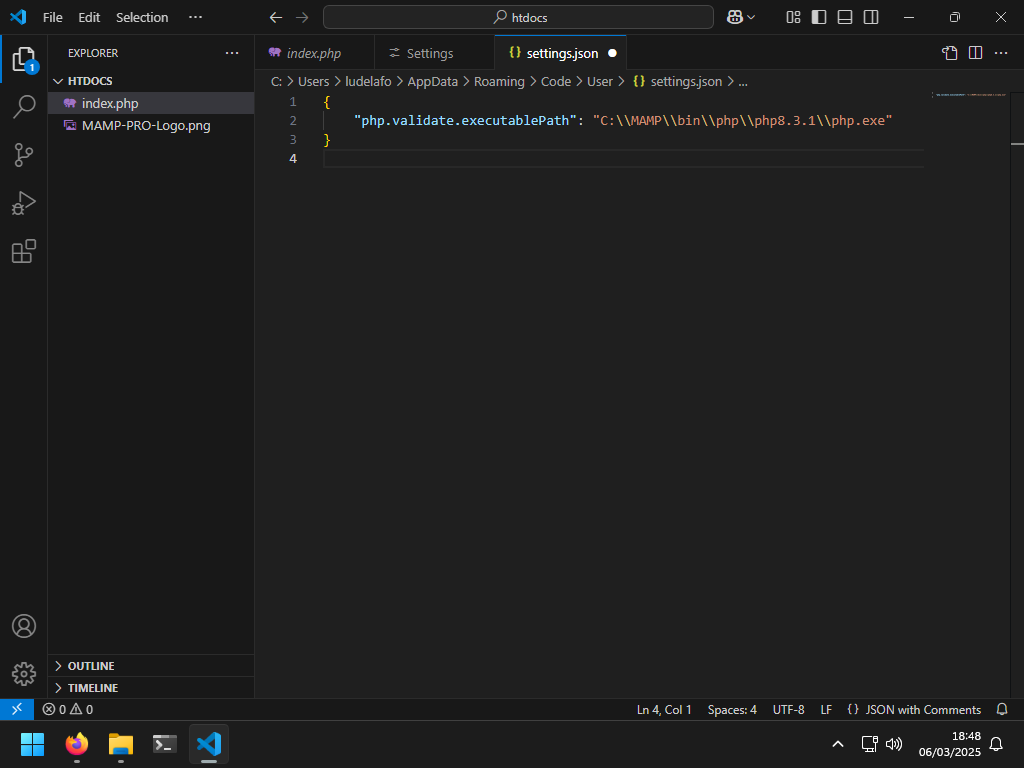 File Edit Selection ···
htdocs
EXPLORER
index.php
Settings
{} settings.json
C: > Users > ludelafo > AppData > Roaming > Code > User > {} settings.json > ...
1
HTDOCS
index.php
MAMP-PRO-Logo.png
1 {
2 "php.validate.executablePath": "C:\\MAMP\\bin\\php\\php8.3.1\\php.exe"
3 }
4
OUTLINE
TIMELINE
0 0
Ln 4, Col 1 Spaces: 4 UTF-8 LF {} JSON with Comments
18:48
06/03/2025